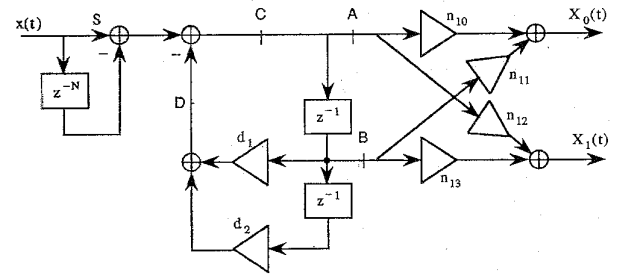 x(t)
S
C
A
n10
X0(t)
n11
z^-N
D
z^-1
n12
d1
B
X1(t)
n13
z^-1
d2